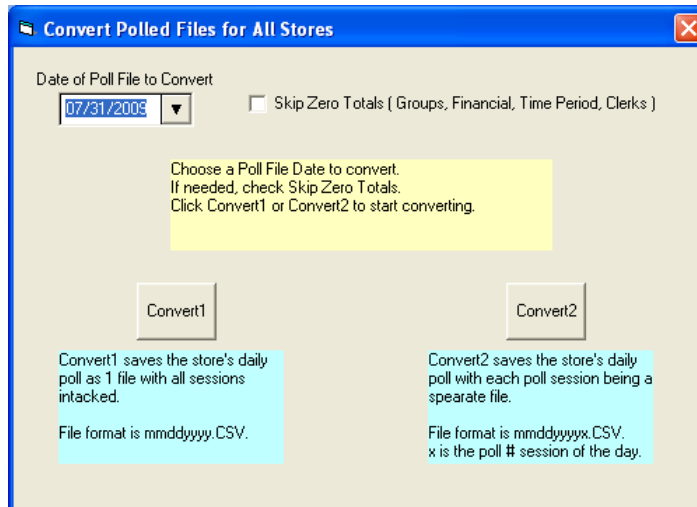 Convert Polled Files for All Stores
Date of Poll File to Convert
07/31/2009
Skip Zero Totals ( Groups, Financial, Time Period, Clerks )
Choose a Poll File Date to convert.
If needed, check Skip Zero Totals.
Click Convert1 or Convert2 to start converting.
Convert1
Convert2
Convert1 saves the store's daily
poll as 1 file with all sessions
intacked.
File format is mmddyyyy.CSV.
Convert2 saves the store's daily
poll with each poll session being a
spearate file.
File format is mmddyyyyx.CSV.
x is the poll # session of the day.